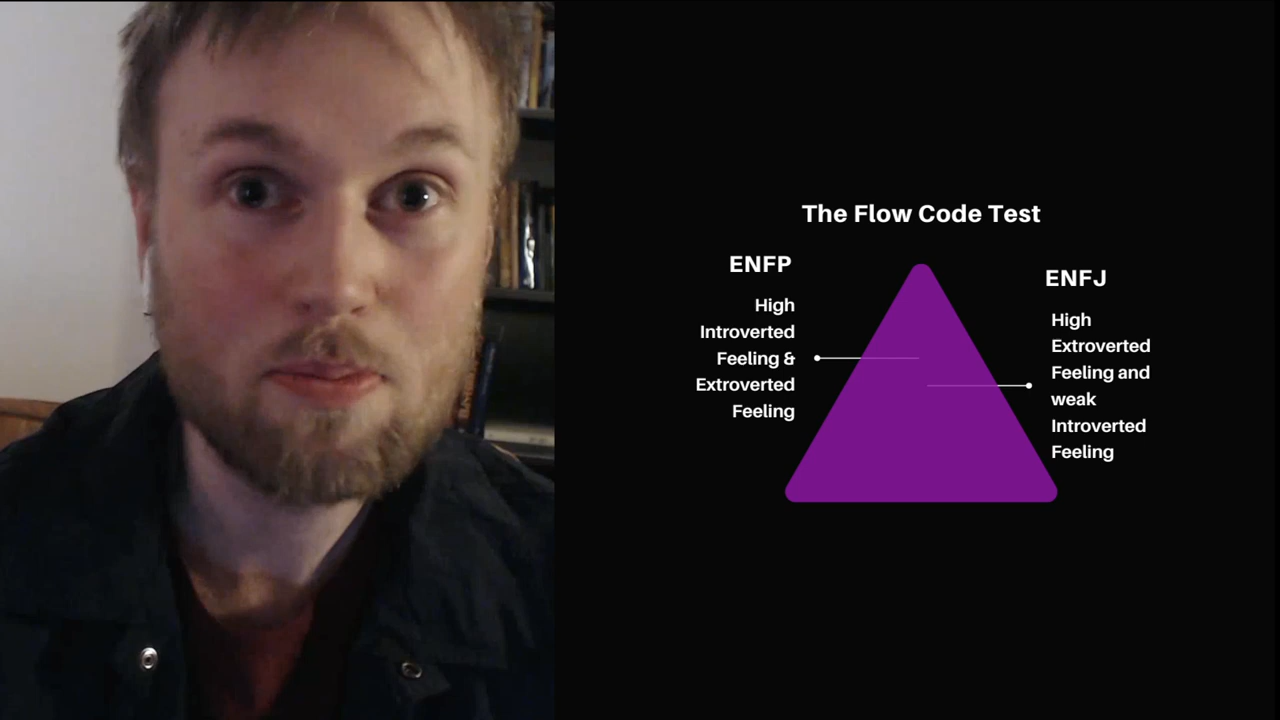 The Flow Code Test
ENFP
High
Introverted
Feeling &
Extroverted
Feeling
ENFJ
High
Extroverted
Feeling and
weak
Introverted
Feeling